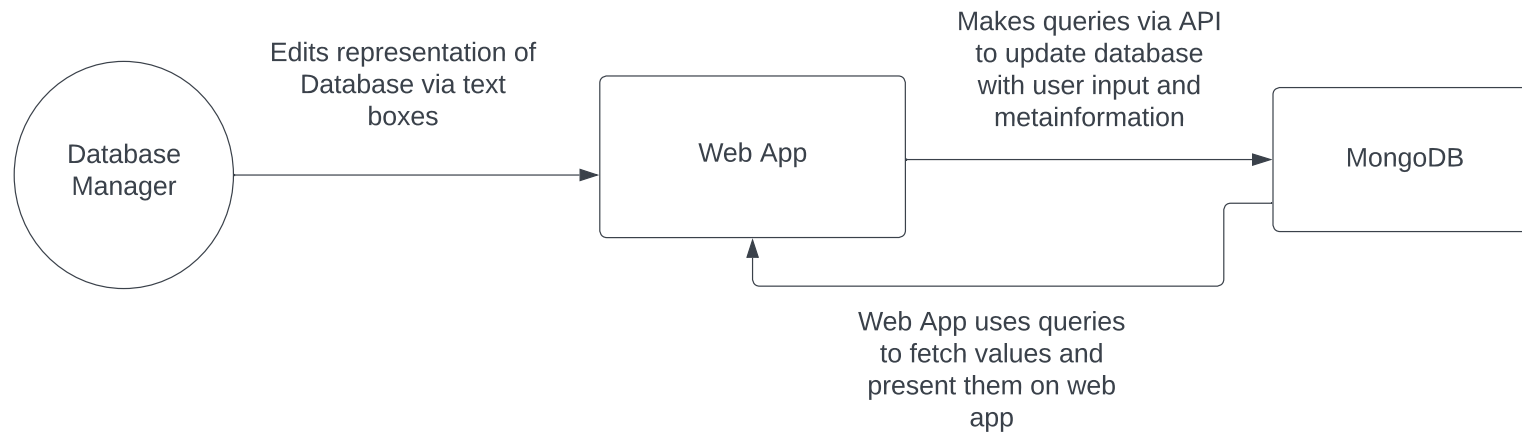 Makes queries via API
to update database
with user input and
metainformation
Edits representation of
Database via text
boxes
Database
Manager
Web App
MongoDB
Web App uses queries
to fetch values and
present them on web
app